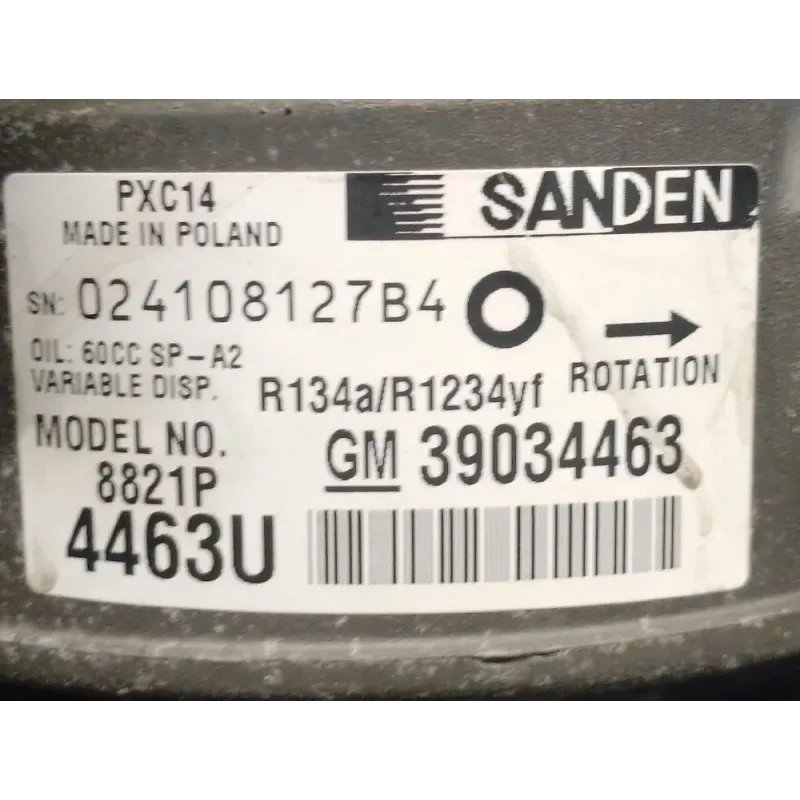 PXC14
SANDEN
MADE IN POLAND
SN: 024108127B4
OIL: 60CC SP-A2
VARIABLE DISP.
R134a/R1234yf
ROTATION
MODEL NO.
8821P
GM 39034463
4463U